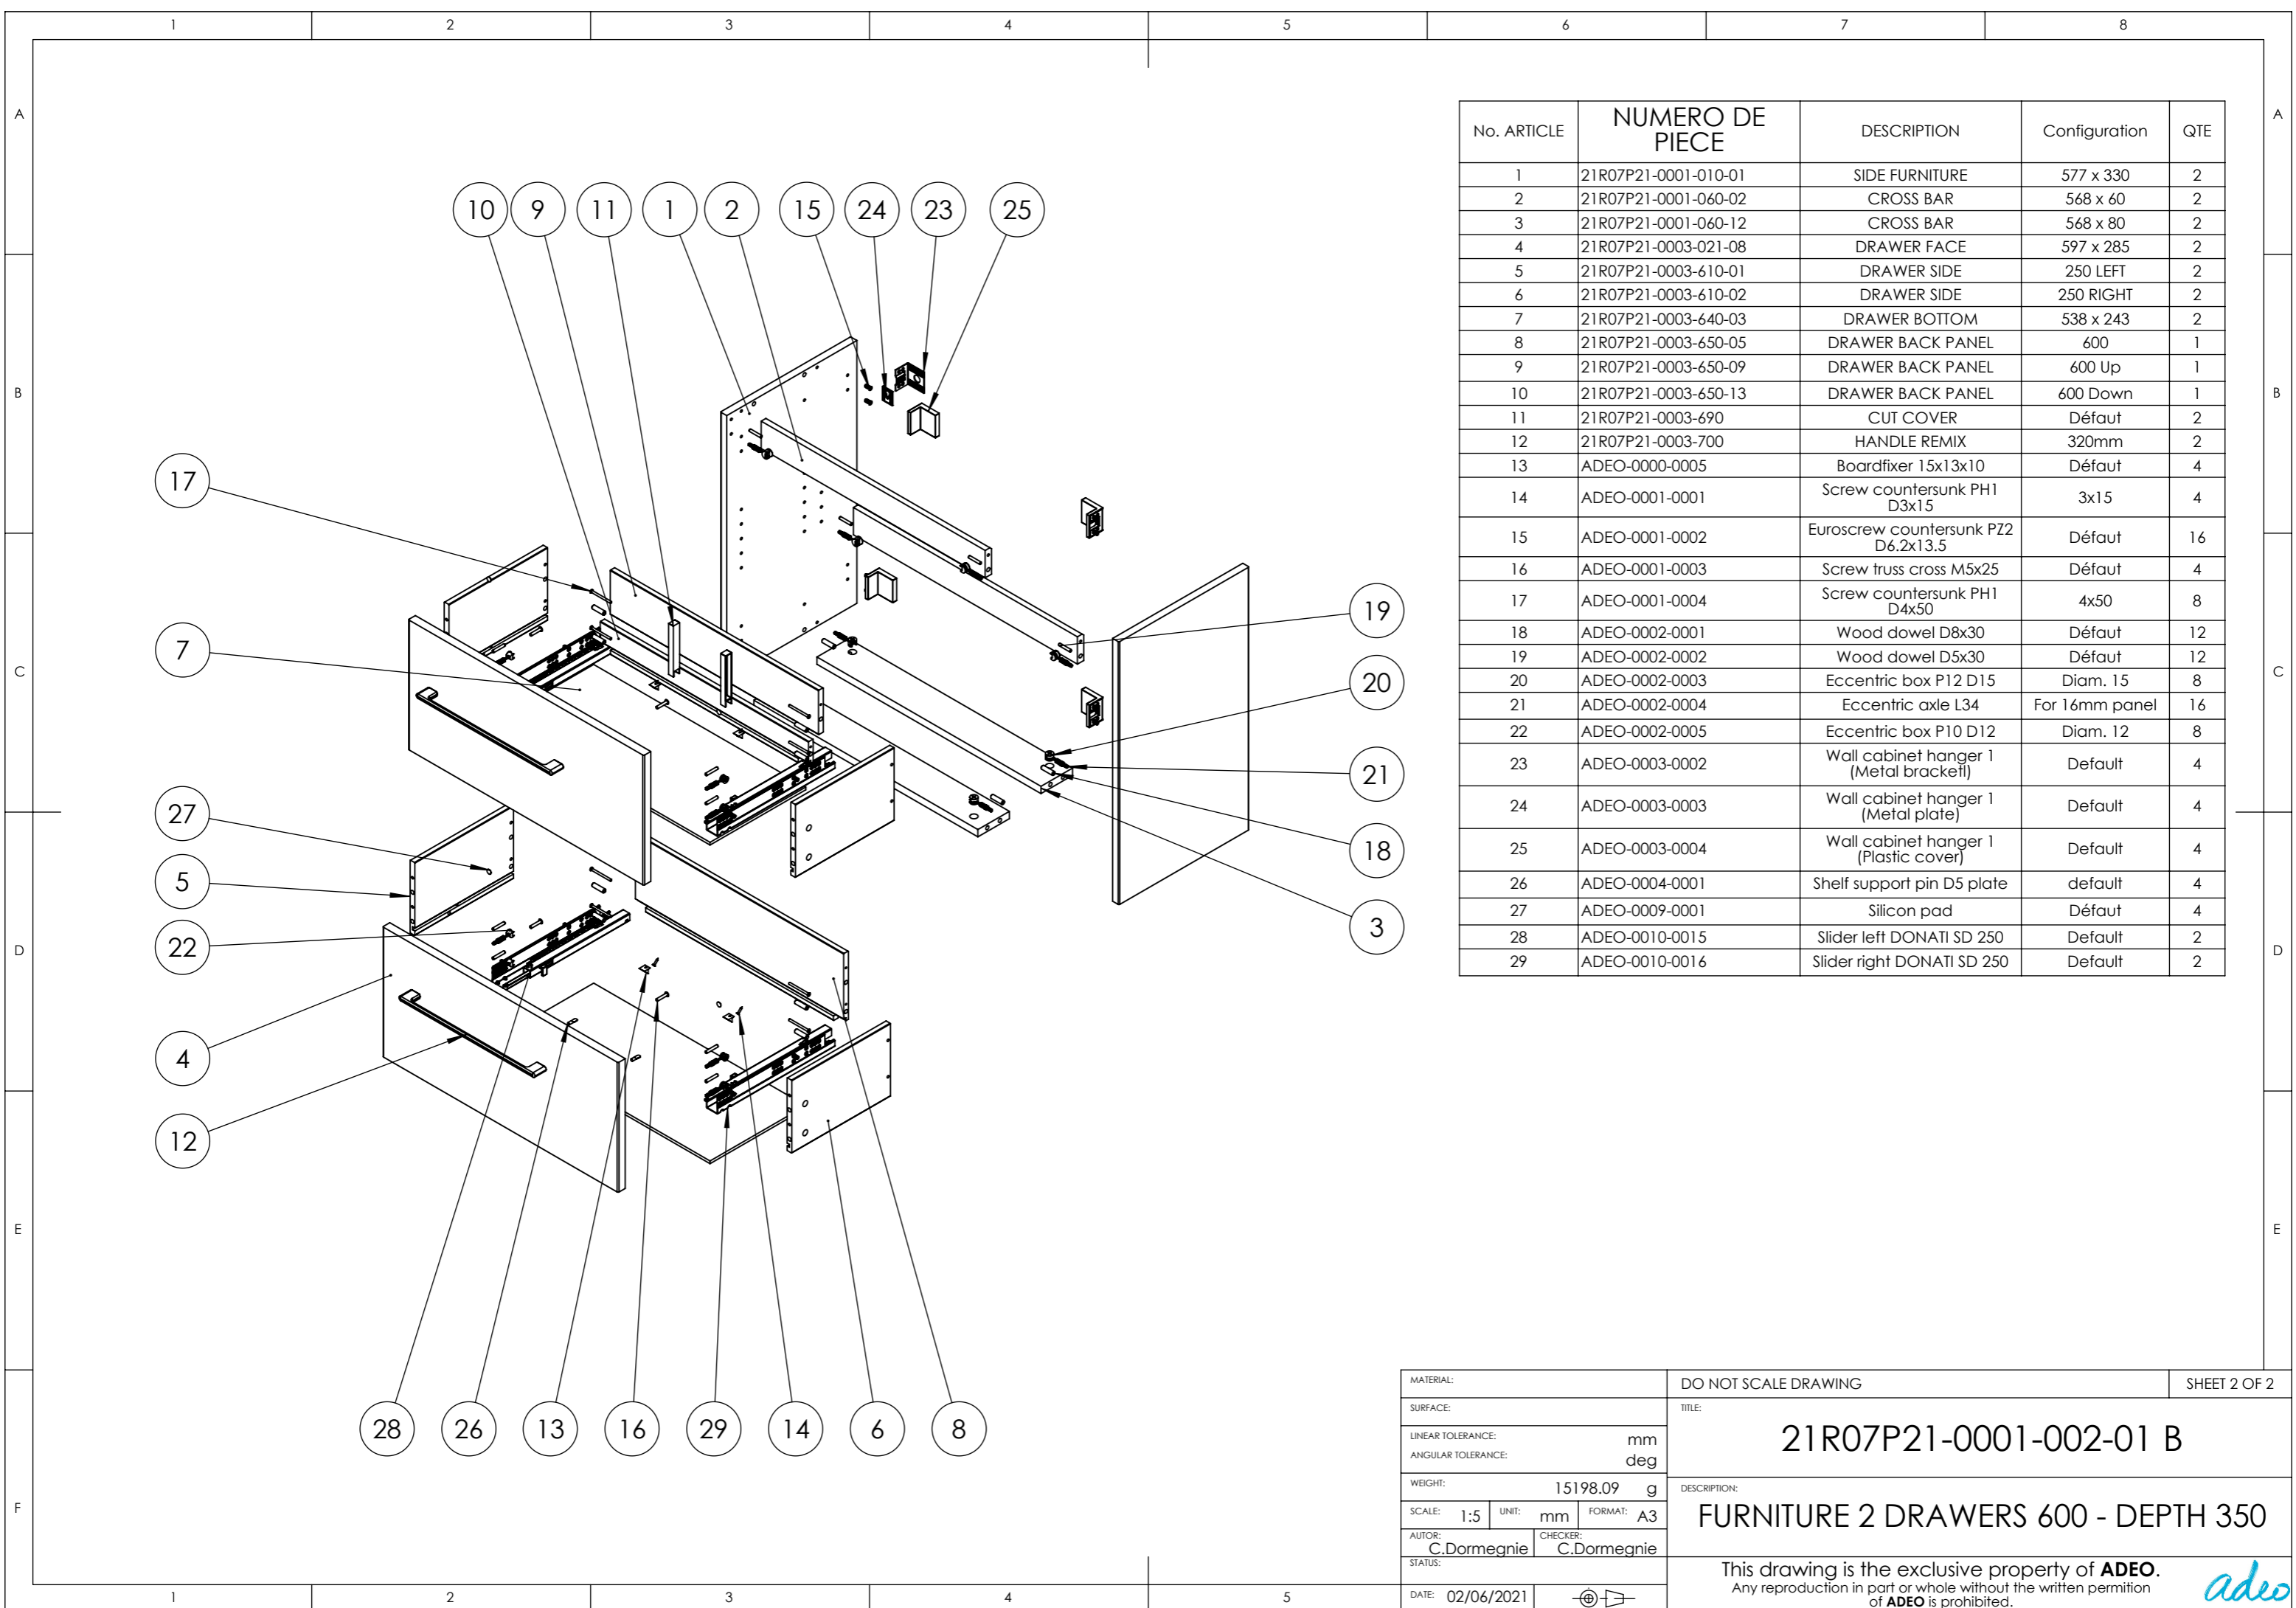 1 2 3 4 5 6 7 8
A A
B B
C C
D D
E E
F
No. ARTICLE NUMERO DE PIECE DESCRIPTION Configuration QTE
1 21R07P21-0001-010-01 SIDE FURNITURE 577 x 330 2
2 21R07P21-0001-060-02 CROSS BAR 568 x 60 2
3 21R07P21-0001-060-12 CROSS BAR 568 x 80 2
4 21R07P21-0003-021-08 DRAWER FACE 597 x 285 2
5 21R07P21-0003-610-01 DRAWER SIDE 250 LEFT 2
6 21R07P21-0003-610-02 DRAWER SIDE 250 RIGHT 2
7 21R07P21-0003-640-03 DRAWER BOTTOM 538 x 243 2
8 21R07P21-0003-650-05 DRAWER BACK PANEL 600 1
9 21R07P21-0003-650-09 DRAWER BACK PANEL 600 Up 1
10 21R07P21-0003-650-13 DRAWER BACK PANEL 600 Down 1
11 21R07P21-0003-690 CUT COVER Défaut 2
12 21R07P21-0003-700 HANDLE REMIX 320mm 2
13 ADEO-0000-0005 Boardfixer 15x13x10 Défaut 4
14 ADEO-0001-0001 Screw countersunk PH1 D3x15 3x15 4
15 ADEO-0001-0002 Euroscrew countersunk PZ2 D6.2x13.5 Défaut 16
16 ADEO-0001-0003 Screw truss cross M5x25 Défaut 4
17 ADEO-0001-0004 Screw countersunk PH1 D4x50 4x50 8
18 ADEO-0002-0001 Wood dowel D8x30 Défaut 12
19 ADEO-0002-0002 Wood dowel D5x30 Défaut 12
20 ADEO-0002-0003 Eccentric box P12 D15 Diam. 15 8
21 ADEO-0002-0004 Eccentric axle L34 For 16mm panel 16
22 ADEO-0002-0005 Eccentric box P10 D12 Diam. 12 8
23 ADEO-0003-0002 Wall cabinet hanger 1 (Metal bracketl) Default 4
24 ADEO-0003-0003 Wall cabinet hanger 1 (Metal plate) Default 4
25 ADEO-0003-0004 Wall cabinet hanger 1 (Plastic cover) Default 4
26 ADEO-0004-0001 Shelf support pin D5 plate default 4
27 ADEO-0009-0001 Silicon pad Défaut 4
28 ADEO-0010-0015 Slider left DONATI SD 250 Default 2
29 ADEO-0010-0016 Slider right DONATI SD 250 Default 2
10 9 11 1 2 15 24 23 25
17
7
27
5
22
4
12
19
20
21
18
3
28 26 13 16 29 14 6 8
MATERIAL:
SURFACE:
LINEAR TOLERANCE: mm
ANGULAR TOLERANCE: deg
WEIGHT: 15198.09 g
SCALE: 1:5 UNIT: mm FORMAT: A3
AUTOR: C.Dormegnie CHECKER: C.Dormegnie
STATUS:
DATE: 02/06/2021
DO NOT SCALE DRAWING SHEET 2 OF 2
TITLE:
21R07P21-0001-002-01 B
DESCRIPTION:
FURNITURE 2 DRAWERS 600 - DEPTH 350
This drawing is the exclusive property of ADEO.
Any reproduction in part or whole without the written permition
of ADEO is prohibited.
adeo
1 2 3 4 5